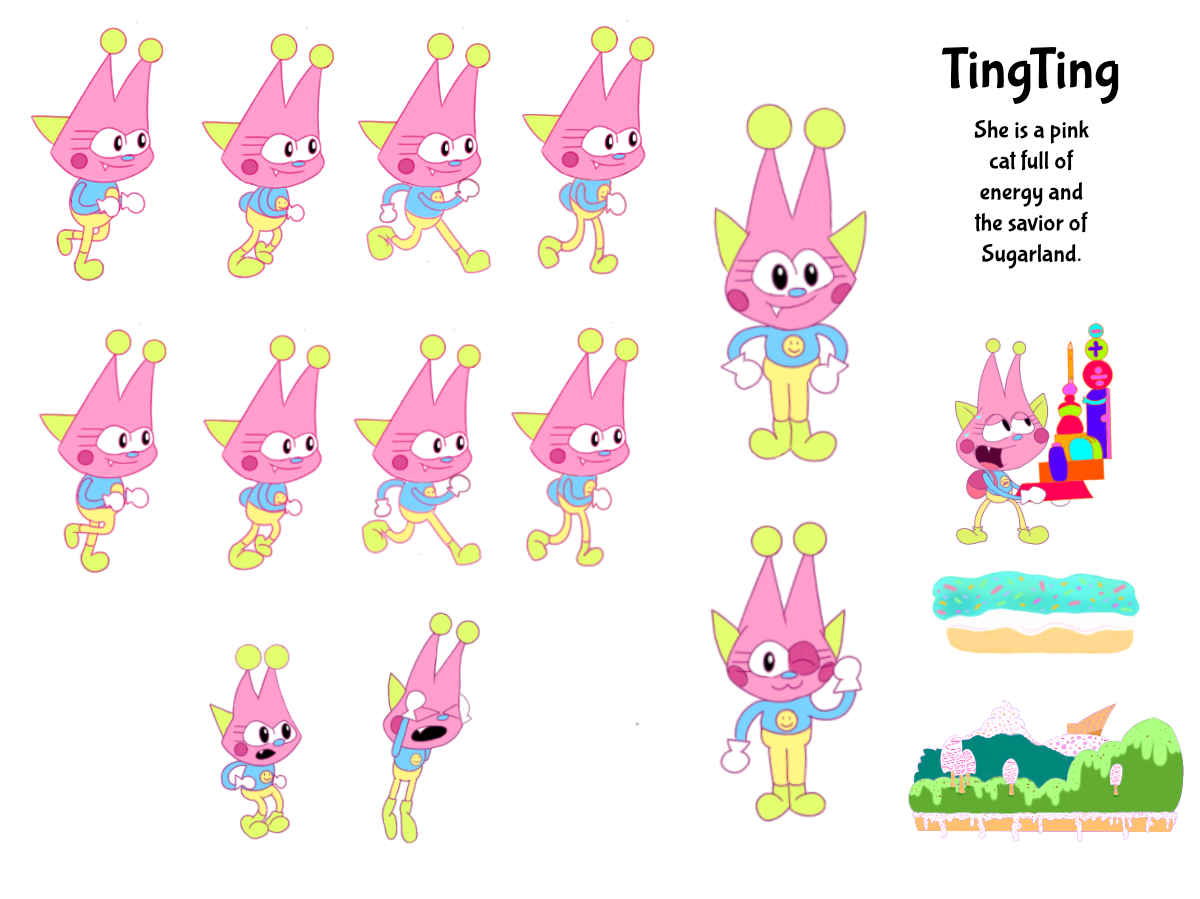 TingTing
She is a pink
cat full of
energy and
the savior of
Sugarland.